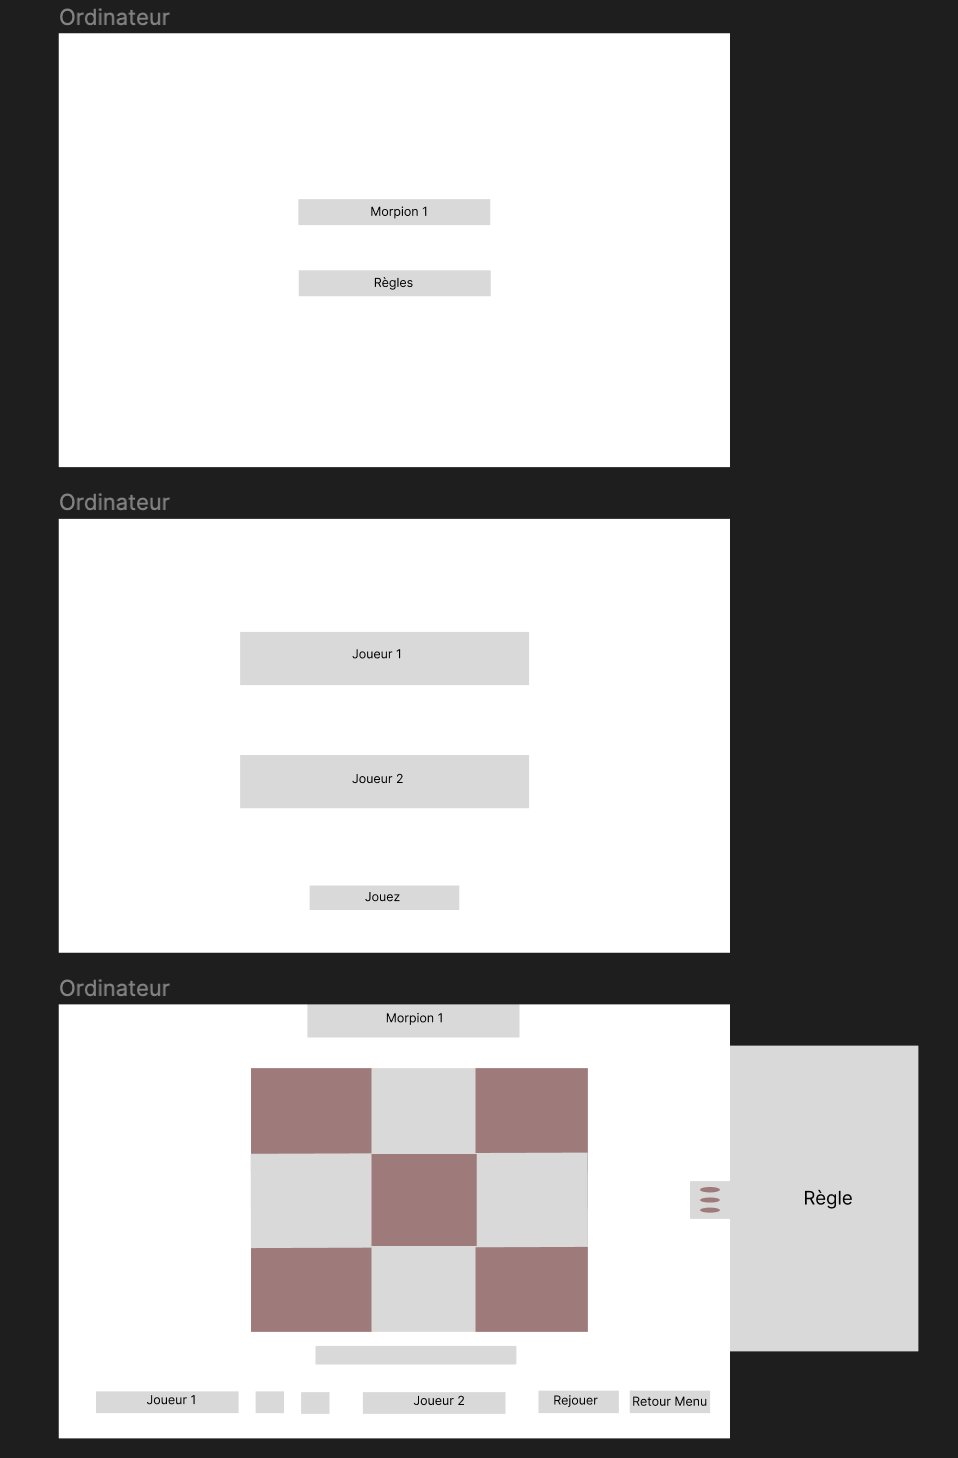 Ordinateur
Morpion 1
Règles
Ordinateur
Joueur 1
Joueur 2
Jouez
Ordinateur
Morpion 1
Règle
Joueur 1
Joueur 2
Rejouer
Retour Menu